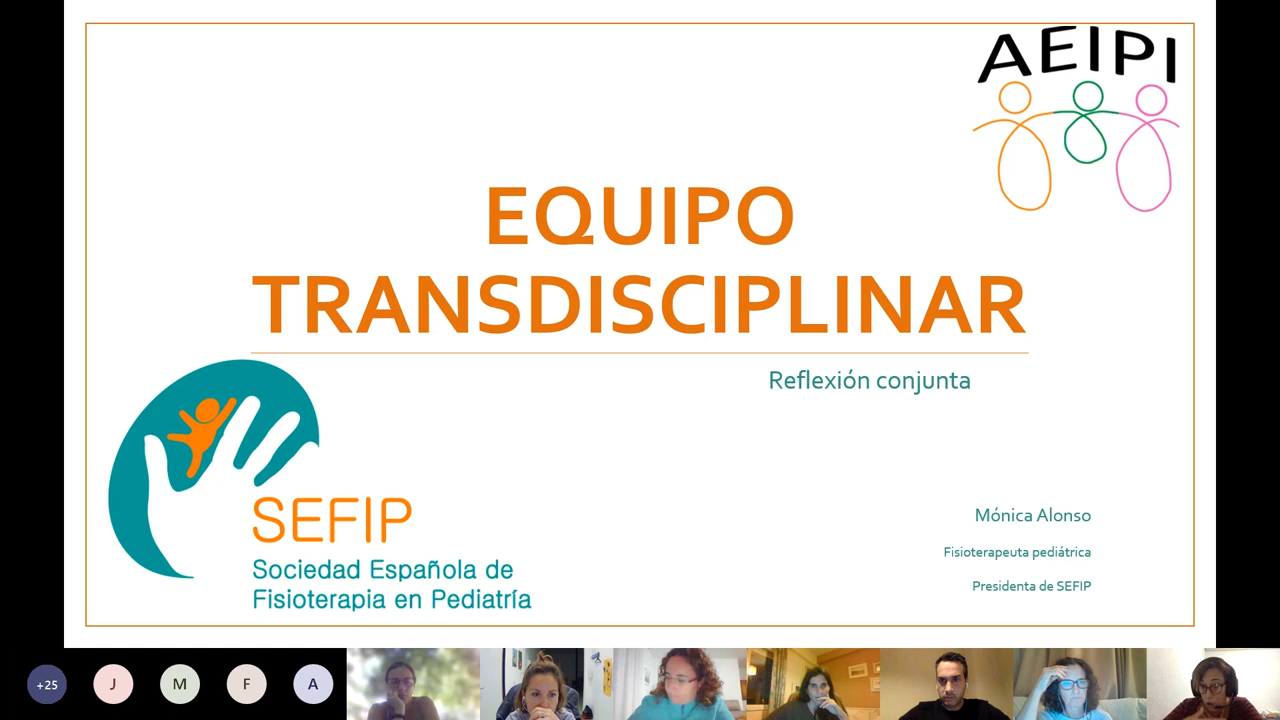 AEIPI
EQUIPO
TRANSDISCIPLINAR
Reflexión conjunta
SEFIP
Sociedad Española de
Fisioterapia en Pediatría
Mónica Alonso
Fisioterapeuta pediátrica
Presidenta de SEFIP
+25
J
M
F
A